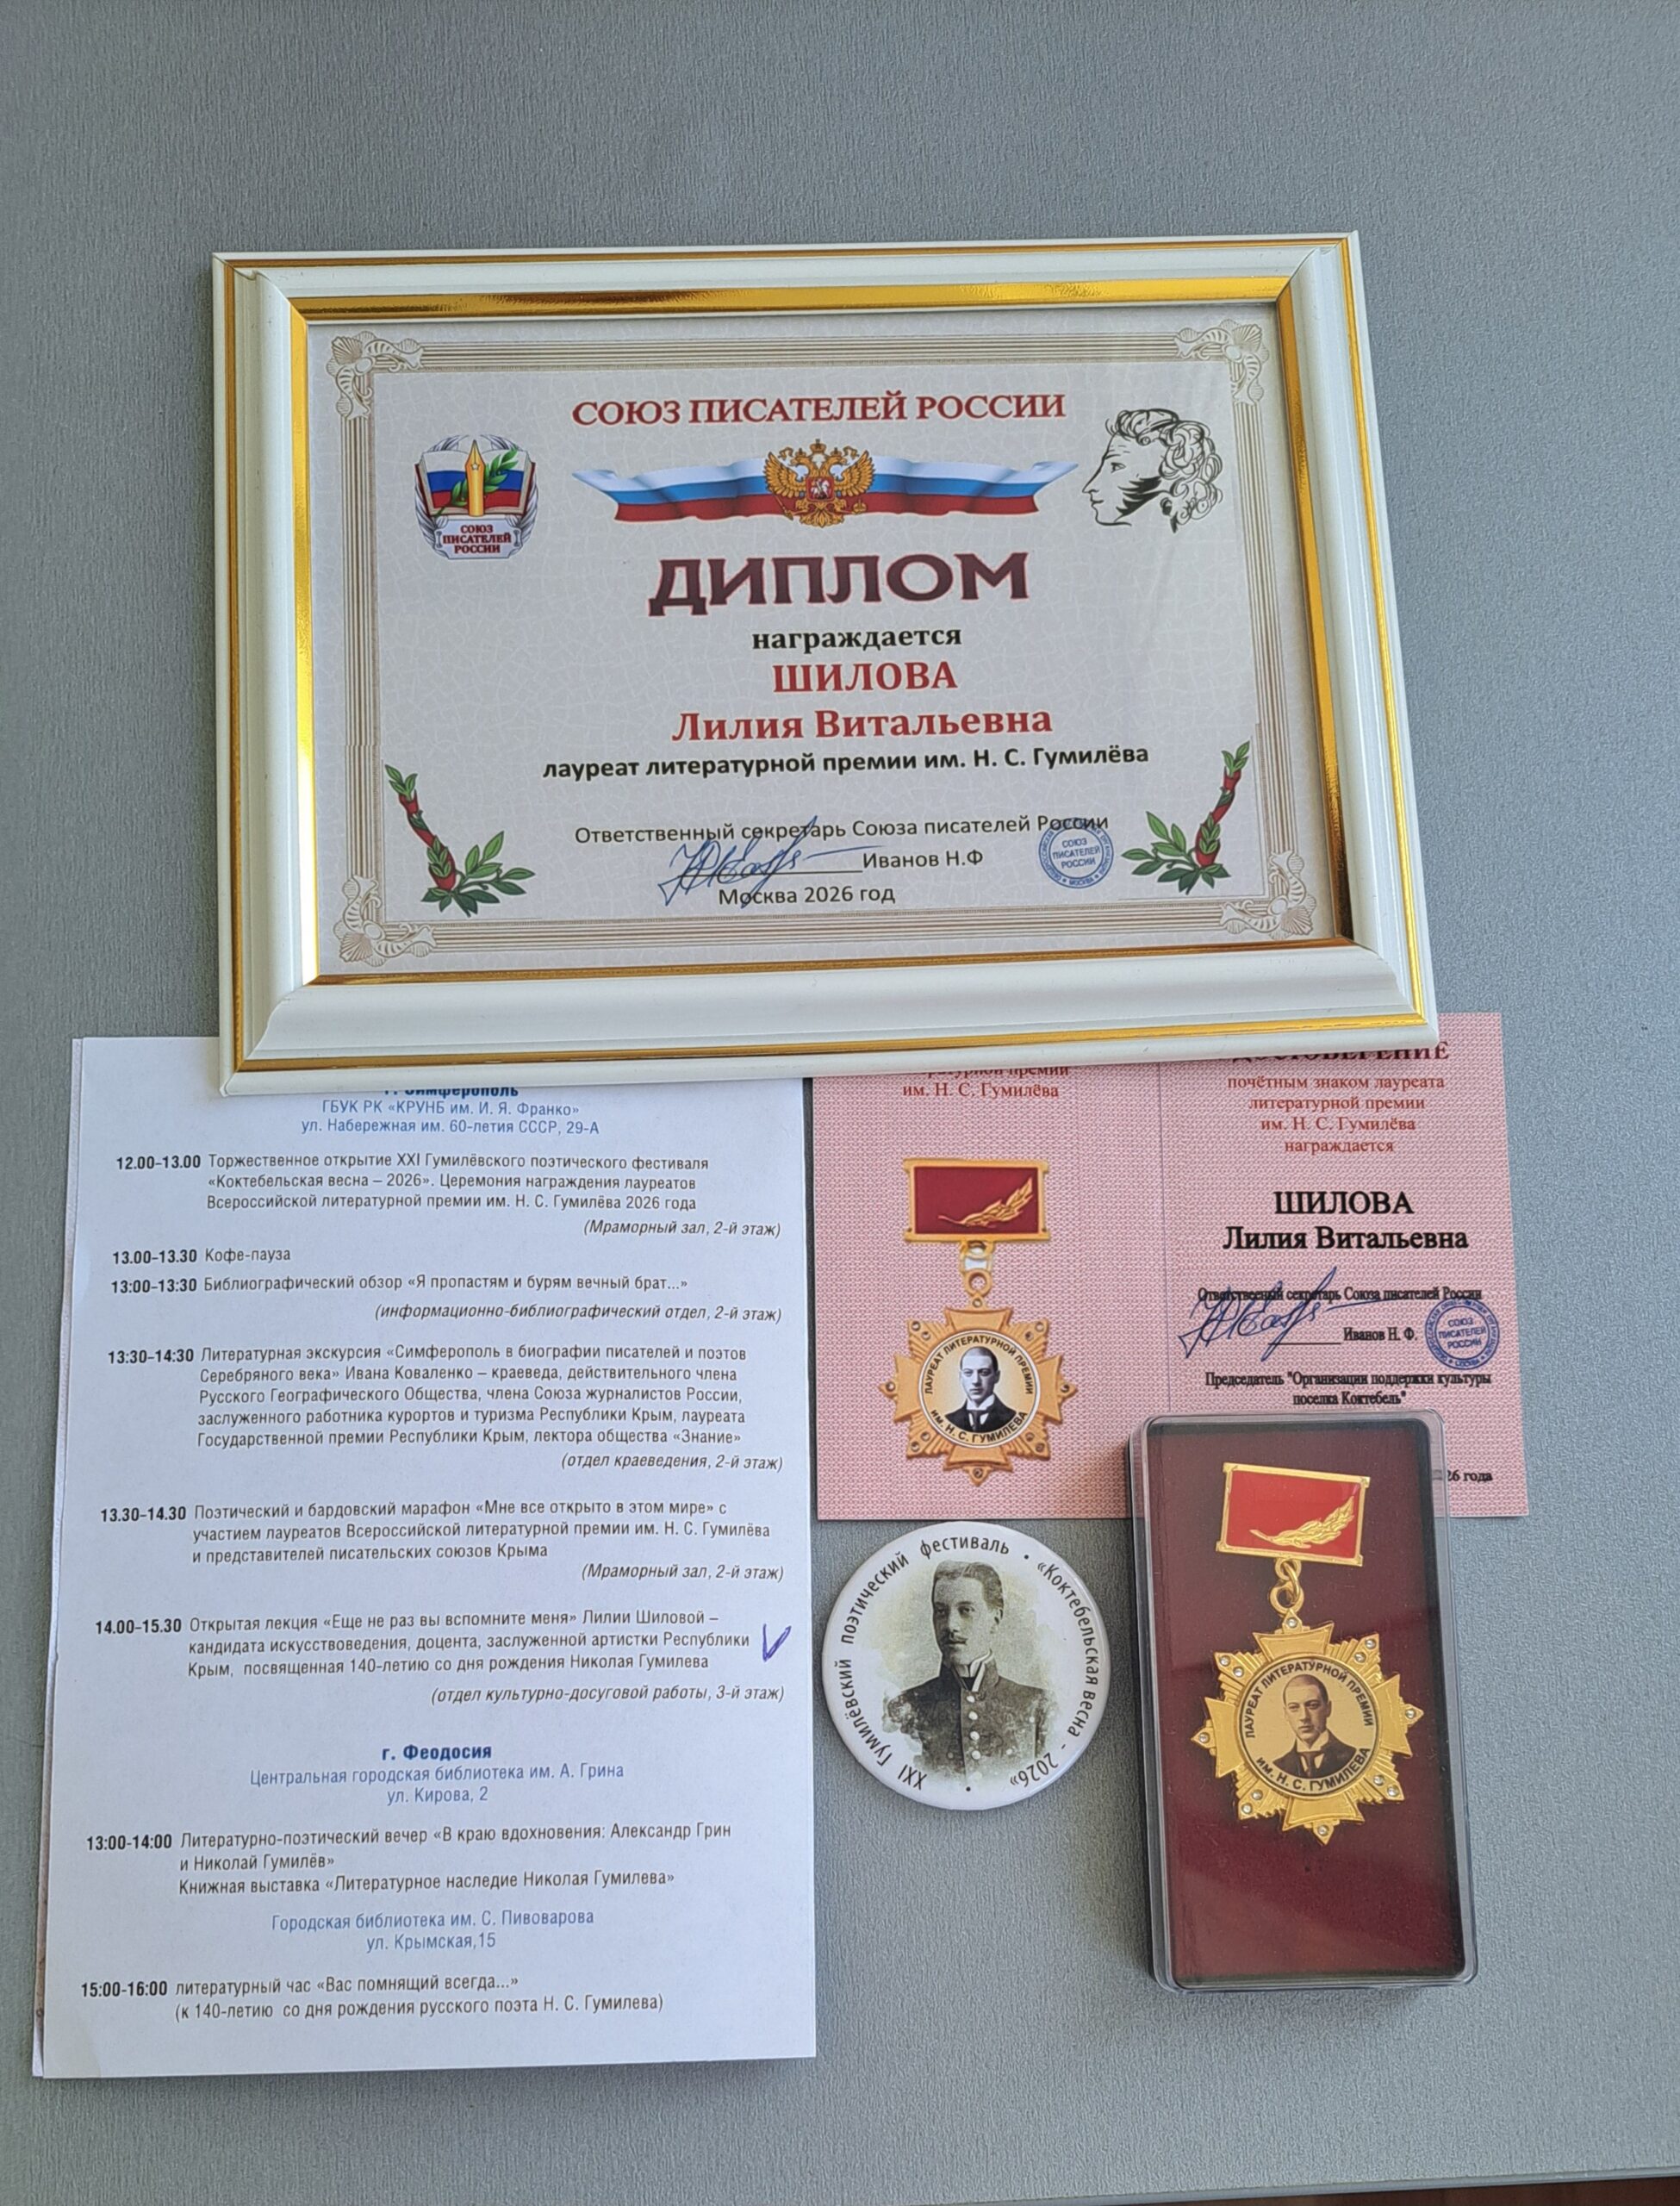 СОЮЗ ПИСАТЕЛЕЙ РОССИИ
СОЮЗ
ПИСАТЕЛЕЙ
РОССИИ
ДИПЛОМ
награждается
ШИЛОВА
Лилия Витальевна
лауреат литературной премии им. Н. С. Гумилёва
Ответственный секретарь Союза писателей России
Иванов Н.Ф
СОЮЗ
ПИСАТЕЛЕЙ
РОССИИ
Москва 2026 год
г. Симферополь
ГБУК РК «КРУНБ им. И. Я. Франко»
ул. Набережная им. 60-летия СССР, 29-А
12.00–13.00 Торжественное открытие XXI Гумилёвского поэтического фестиваля
«Коктебельская весна – 2026». Церемония награждения лауреатов
Всероссийской литературной премии им. Н. С. Гумилёва 2026 года
(Мраморный зал, 2-й этаж)
13.00–13.30 Кофе-пауза
13:00–13:30 Библиографический обзор «Я пропастям и бурям вечный брат...»
(информационно-библиографический отдел, 2-й этаж)
13:30–14:30 Литературная экскурсия «Симферополь в биографии писателей и поэтов
Серебряного века» Ивана Коваленко – краеведа, действительного члена
Русского Географического Общества, члена Союза журналистов России,
заслуженного работника курортов и туризма Республики Крым, лауреата
Государственной премии Республики Крым, лектора общества «Знание»
(отдел краеведения, 2-й этаж)
13.30–14.30 Поэтический и бардовский марафон «Мне все открыто в этом мире» с
участием лауреатов Всероссийской литературной премии им. Н. С. Гумилёва
и представителей писательских союзов Крыма
(Мраморный зал, 2-й этаж)
14.00–15.30 Открытая лекция «Еще не раз вы вспомните меня» Лилии Шиловой –
кандидата искусствоведения, доцента, заслуженной артистки Республики
Крым, посвященная 140-летию со дня рождения Николая Гумилева
(отдел культурно-досуговой работы, 3-й этаж)
г. Феодосия
Центральная городская библиотека им. А. Грина
ул. Кирова, 2
13:00-14:00 Литературно-поэтический вечер «В краю вдохновения: Александр Грин
и Николай Гумилёв»
Книжная выставка «Литературное наследие Николая Гумилева»
Городская библиотека им. С. Пивоварова
ул. Крымская,15
15:00-16:00 литературный час «Вас помнящий всегда...»
(к 140-летию со дня рождения русского поэта Н. С. Гумилева)
им. Н. С. Гумилёва
ЛАУРЕАТ ЛИТЕРАТУРНОЙ ПРЕМИИ
им. Н. С. ГУМИЛЁВА
почётным знаком лауреата
литературной премии
им. Н. С. Гумилёва
награждается
ШИЛОВА
Лилия Витальевна
Ответственный секретарь Союза писателей России
Иванов Н. Ф.
СОЮЗ
ПИСАТЕЛЕЙ
РОССИИ
Председатель "Организации поддержки культуры
поселка Коктебель"
26 года
XXI Гумилёвский поэтический фестиваль • «Коктебельская весна - 2026» •
ЛАУРЕАТ ЛИТЕРАТУРНОЙ ПРЕМИИ
им. Н. С. ГУМИЛЕВА